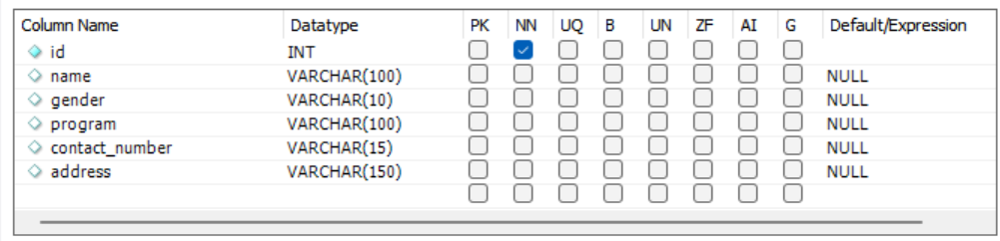 Column Name Datatype PK NN UQ B UN ZF AI G Default/Expression
id INT
name VARCHAR(100) NULL
gender VARCHAR(10) NULL
program VARCHAR(100) NULL
contact_number VARCHAR(15) NULL
address VARCHAR(150) NULL